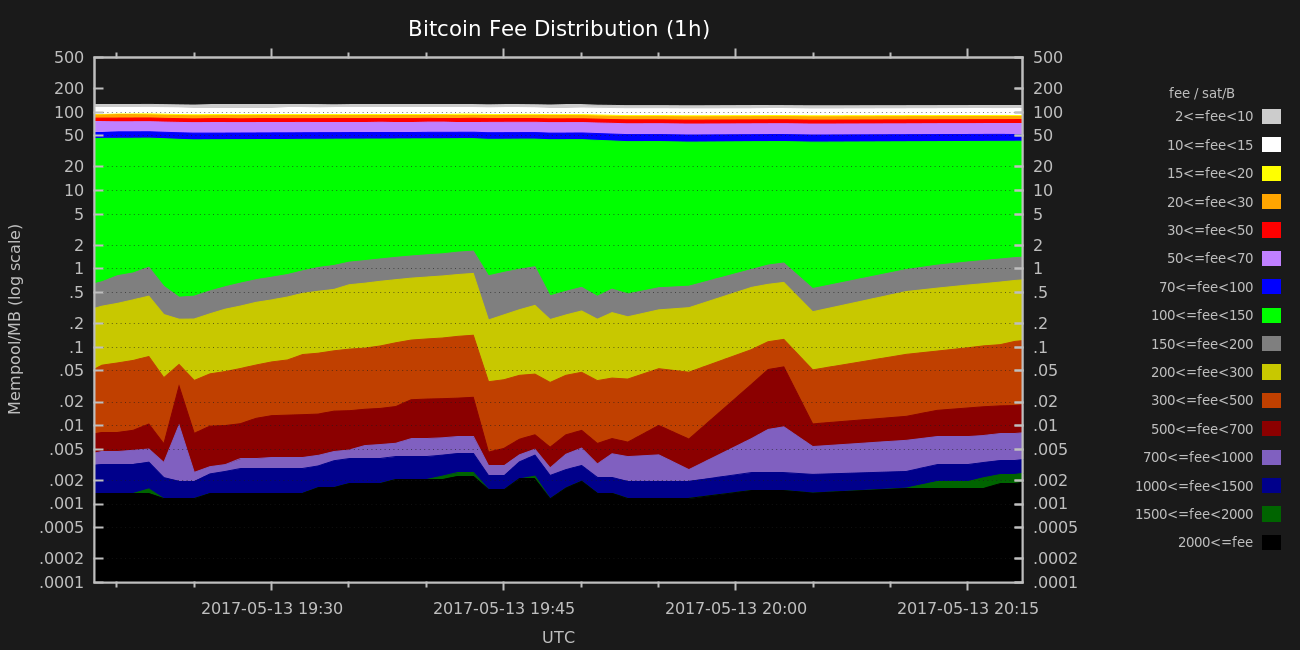 Bitcoin Fee Distribution (1h)
Mempool/MB (log scale)
500
200
100
50
20
10
5
2
1
.5
.2
.1
.05
.02
.01
.005
.002
.001
.0005
.0002
.0001
500
200
100
50
20
10
5
2
1
.5
.2
.1
.05
.02
.01
.005
.002
.001
.0005
.0002
.0001
2017-05-13 19:30
2017-05-13 19:45
2017-05-13 20:00
2017-05-13 20:15
UTC
fee / sat/B
2<=fee<10
10<=fee<15
15<=fee<20
20<=fee<30
30<=fee<50
50<=fee<70
70<=fee<100
100<=fee<150
150<=fee<200
200<=fee<300
300<=fee<500
500<=fee<700
700<=fee<1000
1000<=fee<1500
1500<=fee<2000
2000<=fee